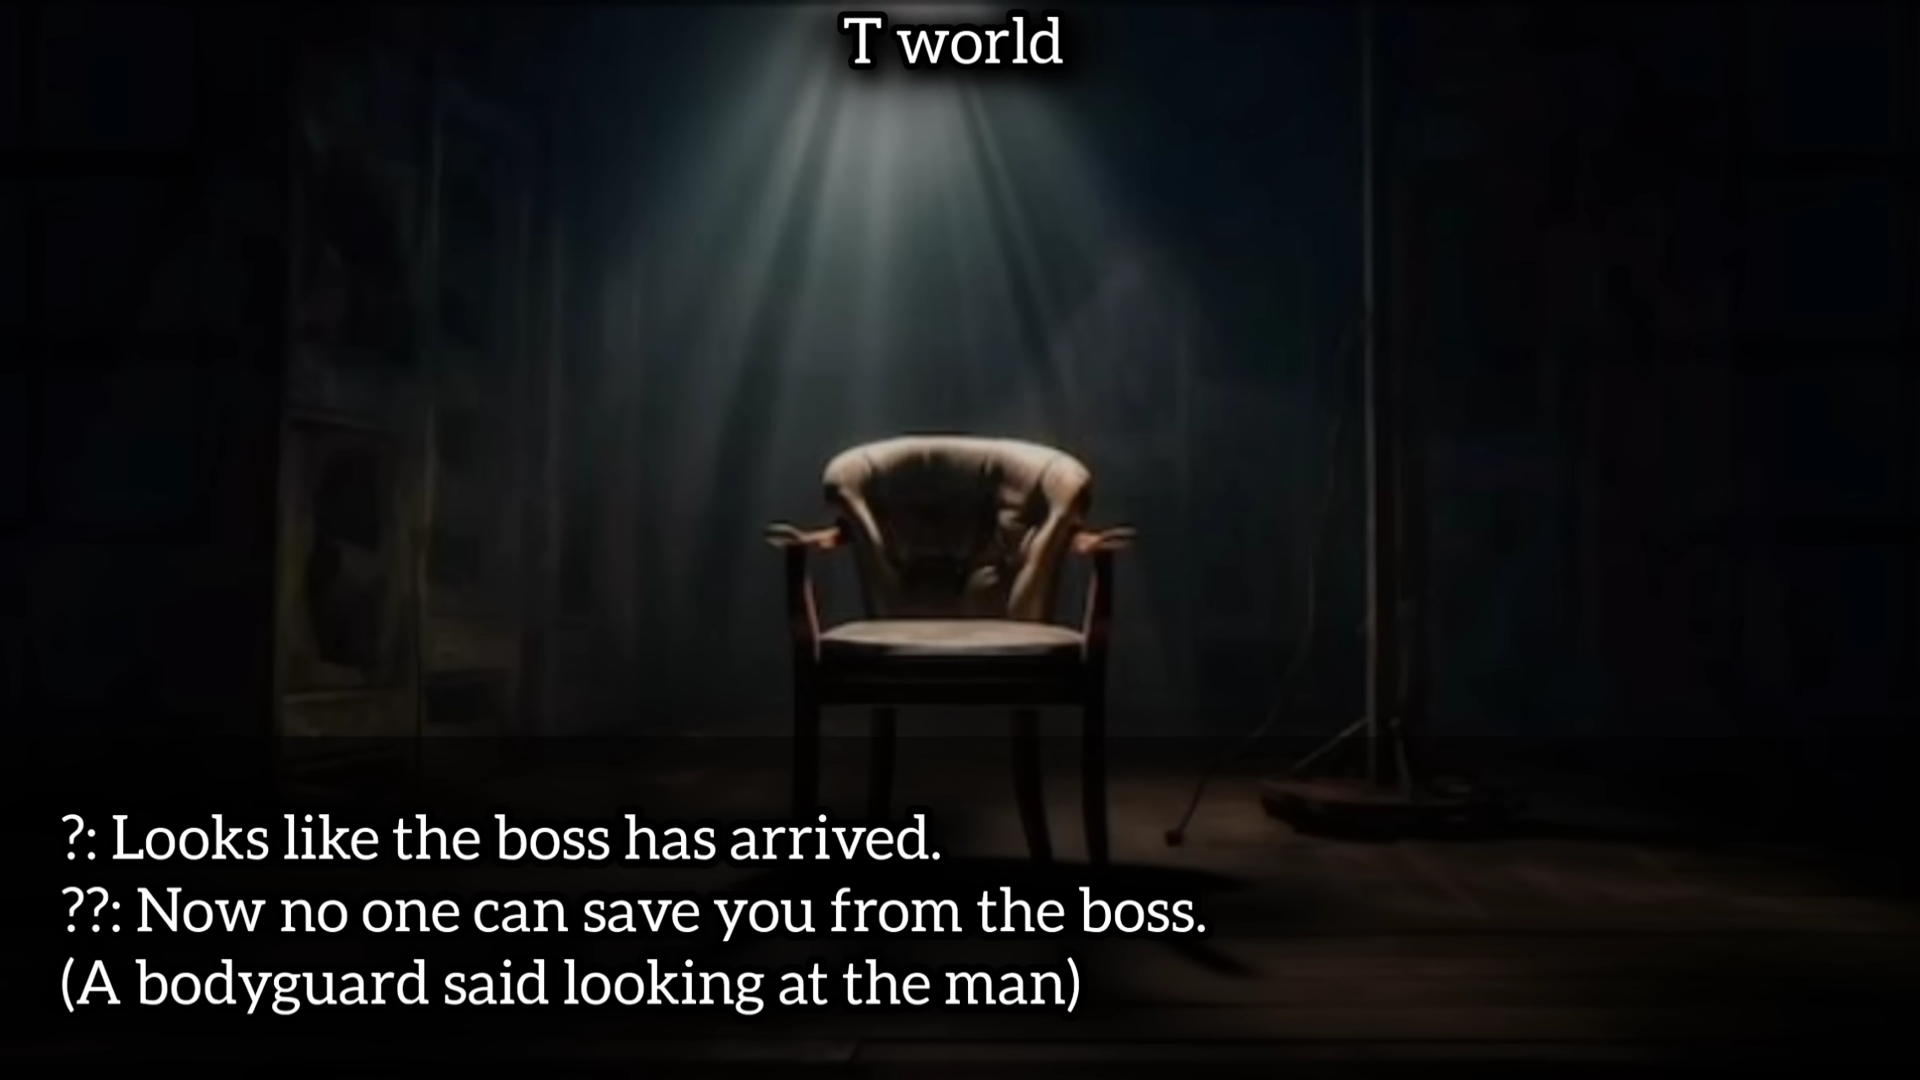 T world
?: Looks like the boss has arrived.
??: Now no one can save you from the boss.
(A bodyguard said looking at the man)